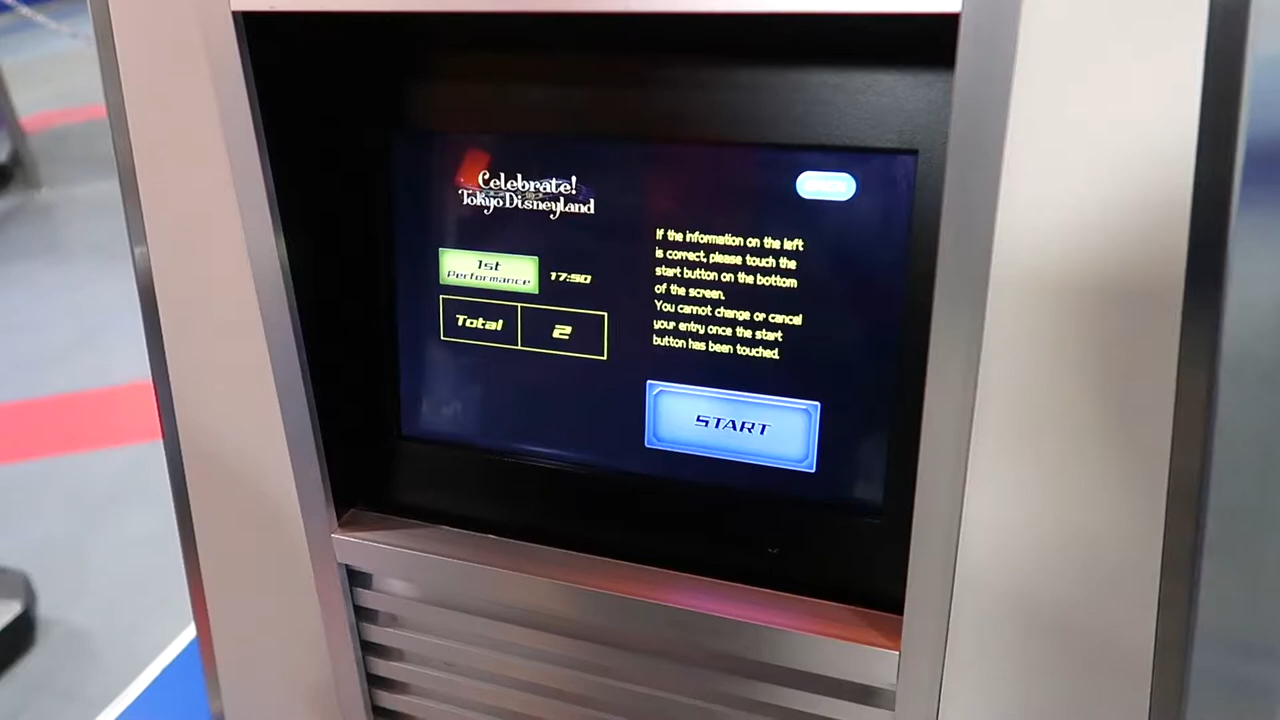 Celebrate!
Tokyo Disneyland
1st
Performance
17:50
Total
2
If the information on the left
is correct, please touch the
start button on the bottom
of the screen.
You cannot change or cancel
your entry once the start
button has been touched.
START